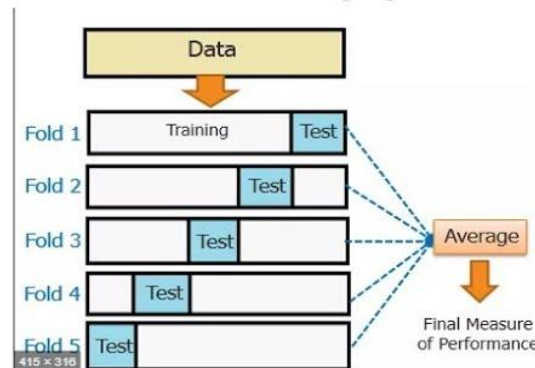 Data
Fold 1
Training
Test
Fold 2
Test
Fold 3
Test
Average
Fold 4
Test
Final Measure
of Performance
Fold 5
Test
415 × 316